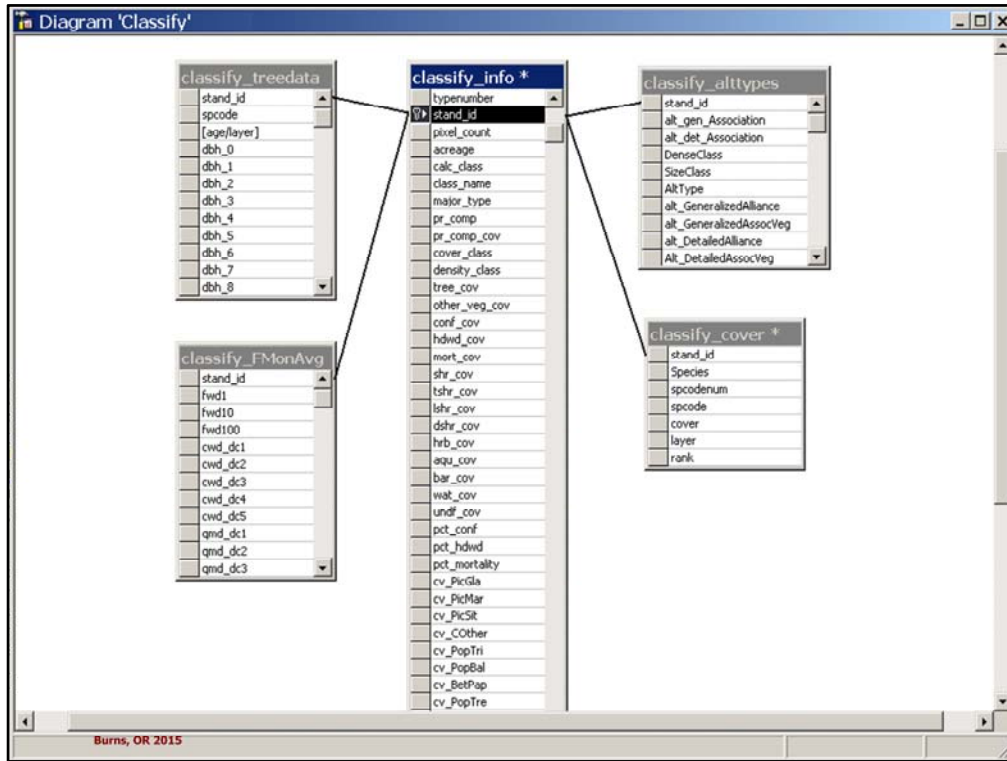 Diagram 'Classify'
classify_treedata
stand_id
spcode
[age/layer]
dbh_0
dbh_1
dbh_2
dbh_3
dbh_4
dbh_5
dbh_6
dbh_7
dbh_8
classify_FMonAvg
stand_id
fwd1
fwd10
fwd100
cwd_dc1
cwd_dc2
cwd_dc3
cwd_dc4
cwd_dc5
qmd_dc1
qmd_dc2
qmd_dc3
classify_info *
typenumber
stand_id
pixel_count
acreage
calc_class
class_name
major_type
pr_comp
pr_comp_cov
cover_class
density_class
tree_cov
other_veg_cov
conf_cov
hdwd_cov
mort_cov
shr_cov
tshr_cov
lshr_cov
dshr_cov
hrb_cov
aqu_cov
bar_cov
wat_cov
undf_cov
pct_conf
pct_hdwd
pct_mortality
cv_PicGla
cv_PicMar
cv_PicSit
cv_COther
cv_PopTri
cv_PopBal
cv_BetPap
cv_PopTre
classify_alttypes
stand_id
alt_gen_Association
alt_det_Association
DenseClass
SizeClass
AltType
alt_GeneralizedAlliance
alt_GeneralizedAssocVeg
alt_DetailedAlliance
Alt_DetailedAssocVeg
classify_cover *
stand_id
Species
spcodenum
spcode
cover
layer
rank
Burns, OR 2015